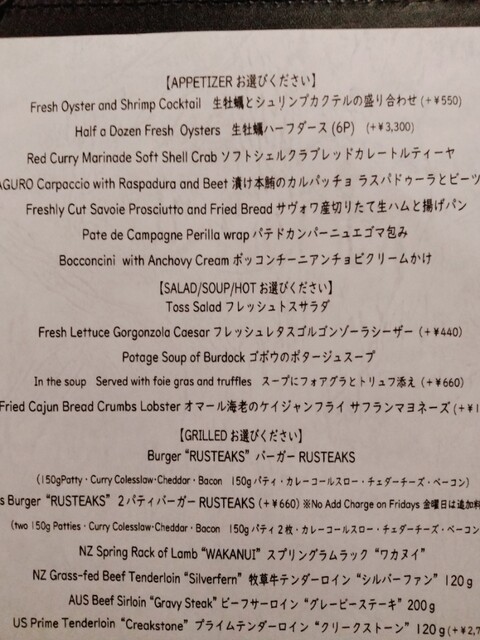 【APPETIZER お選びください】
Fresh Oyster and Shrimp Cocktail 生牡蠣とシュリンプカクテルの盛り合わせ (+¥550)
Half a Dozen Fresh Oysters 生牡蠣ハーフダース (6P) (+¥3,300)
Red Curry Marinade Soft Shell Crab ソフトシェルクラブレッドカレートルティーヤ
AGURO Carpaccio with Raspadura and Beet 漬け本鮪のカルパッチョ ラスパドゥーラとビーツ
Freshly Cut Savoie Prosciutto and Fried Bread サヴォワ産切りたて生ハムと揚げパン
Pate de Campagne Perilla wrap パテドカンパーニュエゴマ包み
Bocconcini with Anchovy Cream ボッコンチーニアンチョビクリームかけ
【SALAD/SOUP/HOT お選びください】
Toss Salad フレッシュトスサラダ
Fresh Lettuce Gorgonzola Caesar フレッシュレタスゴルゴンゾーラシーザー (+¥440)
Potage Soup of Burdock ゴボウのポタージュスープ
In the soup Served with foie gras and truffles スープにフォアグラとトリュフ添え (+¥660)
Fried Cajun Bread Crumbs Lobster オマール海老のケイジャンフライ サフランマヨネーズ (+¥1
【GRILLED お選びください】
Burger “RUSTEAKS” バーガー RUSTEAKS
(150gPatty・Curry Colesslaw・Cheddar・Bacon 150g パティ・カレーコールスロー・チェダーチーズ・ベーコン)
s Burger “RUSTEAKS” 2パティバーガー RUSTEAKS (+¥660) ※No Add Charge on Fridays 金曜日は追加料
(two 150g Patties・Curry Colesslaw・Cheddar・Bacon 150g パティ2枚・カレーコールスロー・チェダーチーズ・ベーコン
NZ Spring Rack of Lamb “WAKANUI” スプリングラムラック “ワカヌイ”
NZ Grass-fed Beef Tenderloin “Silverfern” 牧草牛テンダーロイン “シルバーファン” 120g
AUS Beef Sirloin “Gravy Steak” ビーフサーロイン “グレービーステーキ” 200g
US Prime Tenderloin “Creakstone” プライムテンダーロイン “クリークストーン” 120g (+¥2,7